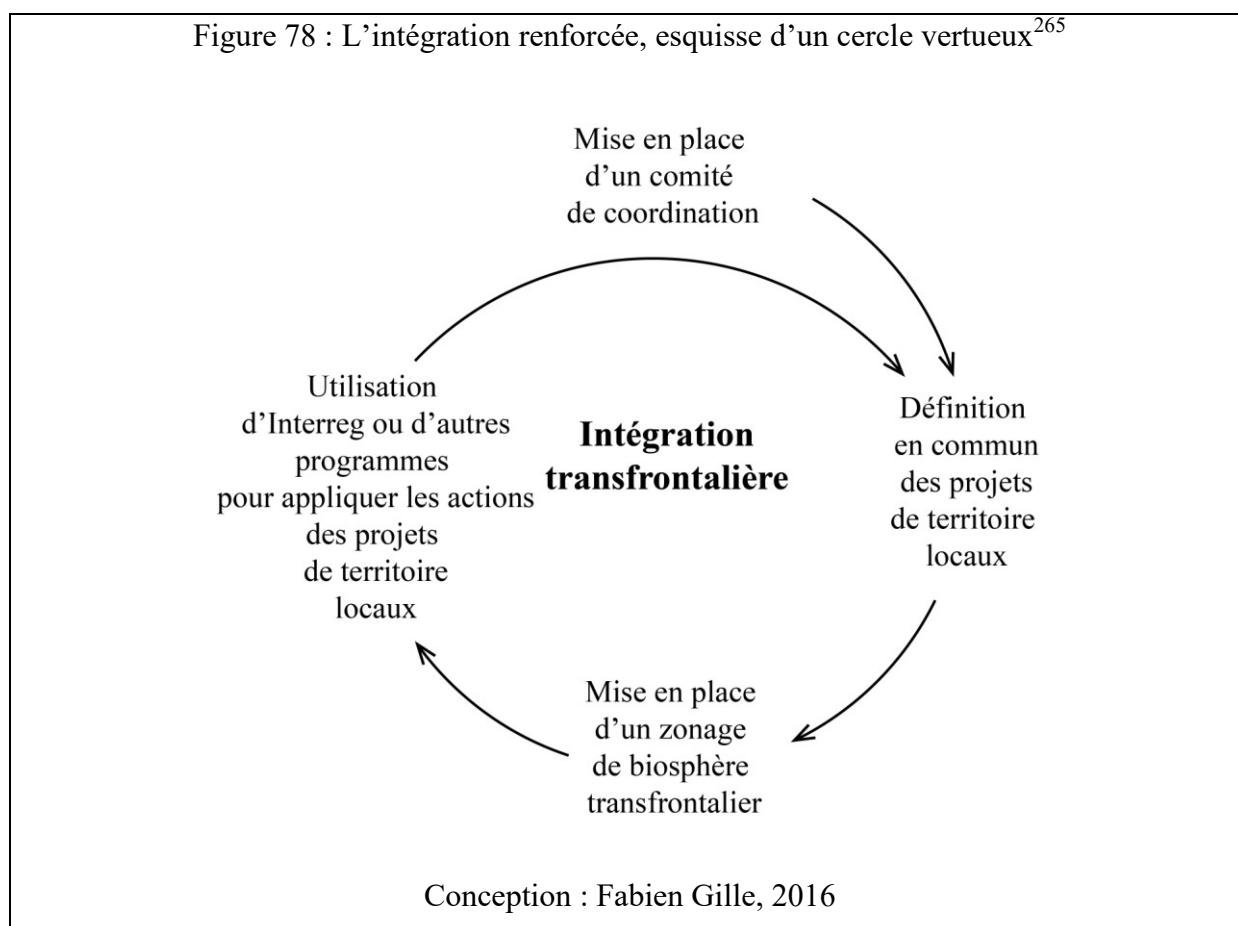 Figure 78 : L’intégration renforcée, esquisse d’un cercle vertueux265
Mise en place
d’un comité
de coordination
Utilisation
d’Interreg ou d’autres
programmes
pour appliquer les actions
des projets
de territoire
locaux
Intégration
transfrontalière
Définition
en commun
des projets
de territoire
locaux
Mise en place
d’un zonage
de biosphère
transfrontalier
Conception : Fabien Gille, 2016